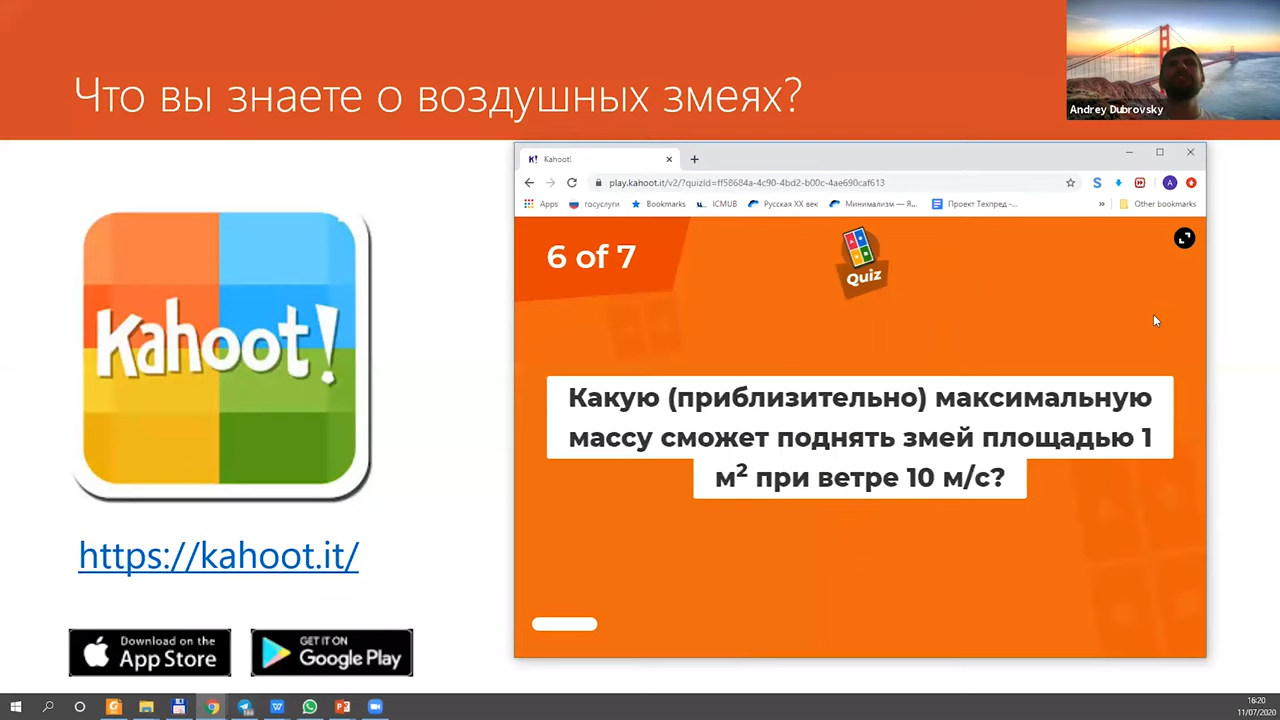 Что вы знаете о воздушных змеях?
Andrey Dubrovsky
Kahoot!
play.kahoot.it/v2/?quizId=ff58684a-4c90-4bd2-b00c-4ae690caf613
Apps госуслуги Bookmarks ICMUB Русская XX век Минимализм — Я... Проект Техпред -... » Other bookmarks
6 of 7
Quiz
Какую (приблизительно) максимальную
массу сможет поднять змей площадью 1
м² при ветре 10 м/с?
Kahoot!
https://kahoot.it/
Download on the
App Store
GET IT ON
Google Play
16:20
11/07/2020